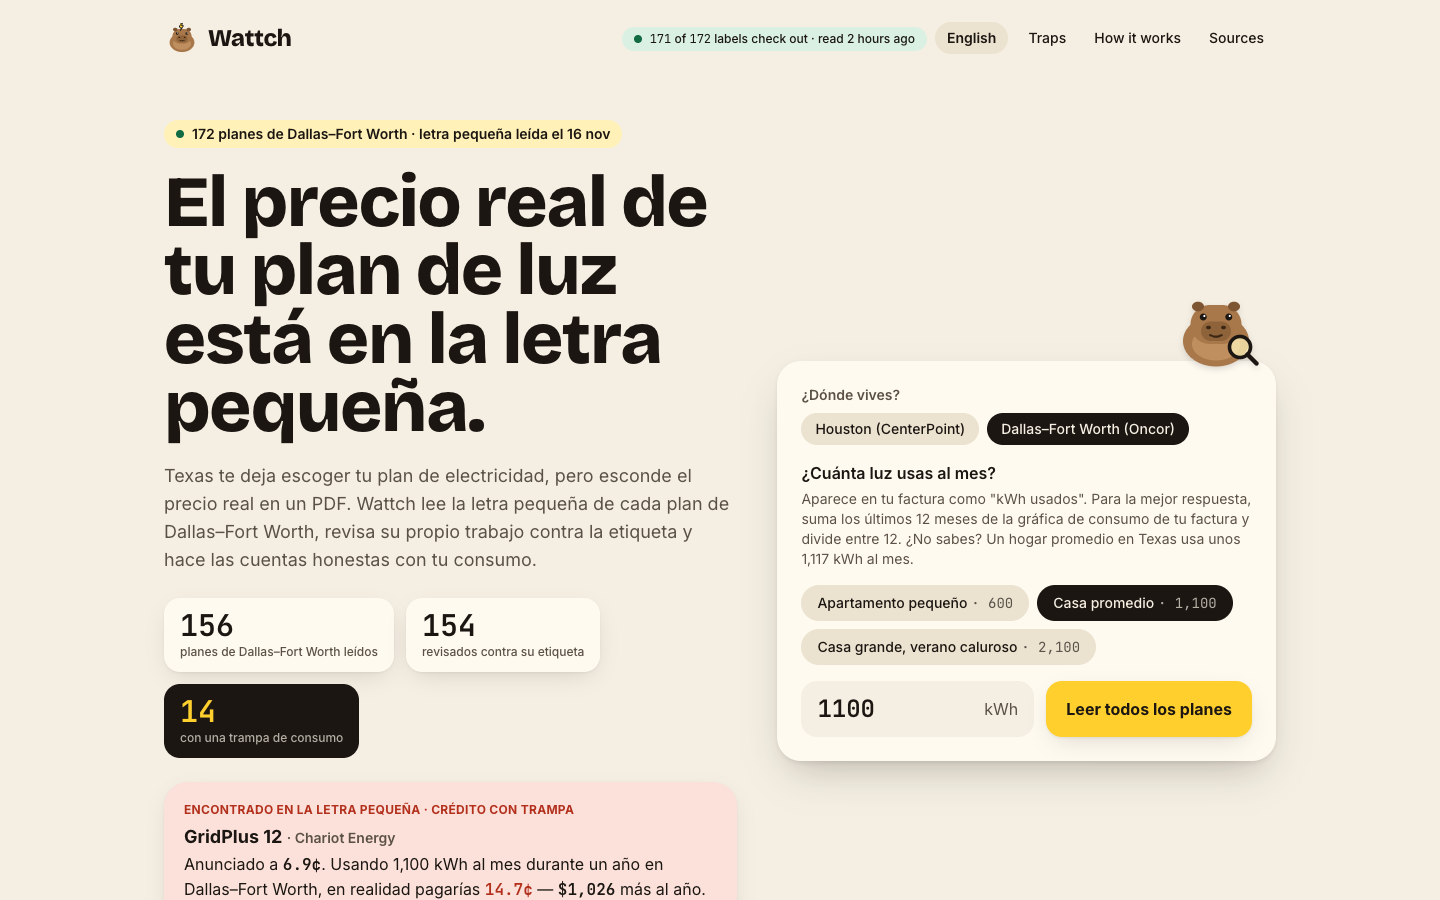 Wattch
171 of 172 labels check out · read 2 hours ago
English
Traps
How it works
Sources
172 planes de Dallas–Fort Worth · letra pequeña leída el 16 nov
El precio real de
tu plan de luz
está en la letra
pequeña.
Texas te deja escoger tu plan de electricidad, pero esconde el
precio real en un PDF. Wattch lee la letra pequeña de cada plan de
Dallas–Fort Worth, revisa su propio trabajo contra la etiqueta y
hace las cuentas honestas con tu consumo.
156
planes de Dallas–Fort Worth leídos
154
revisados contra su etiqueta
14
con una trampa de consumo
ENCONTRADO EN LA LETRA PEQUEÑA · CRÉDITO CON TRAMPA
GridPlus 12 · Chariot Energy
Anunciado a 6.9¢. Usando 1,100 kWh al mes durante un año en
Dallas–Fort Worth, en realidad pagarías 14.7¢ — $1,026 más al año.
¿Dónde vives?
Houston (CenterPoint)
Dallas–Fort Worth (Oncor)
¿Cuánta luz usas al mes?
Aparece en tu factura como "kWh usados". Para la mejor respuesta,
suma los últimos 12 meses de la gráfica de consumo de tu factura y
divide entre 12. ¿No sabes? Un hogar promedio en Texas usa unos
1,117 kWh al mes.
Apartamento pequeño · 600
Casa promedio · 1,100
Casa grande, verano caluroso · 2,100
1100 kWh
Leer todos los planes